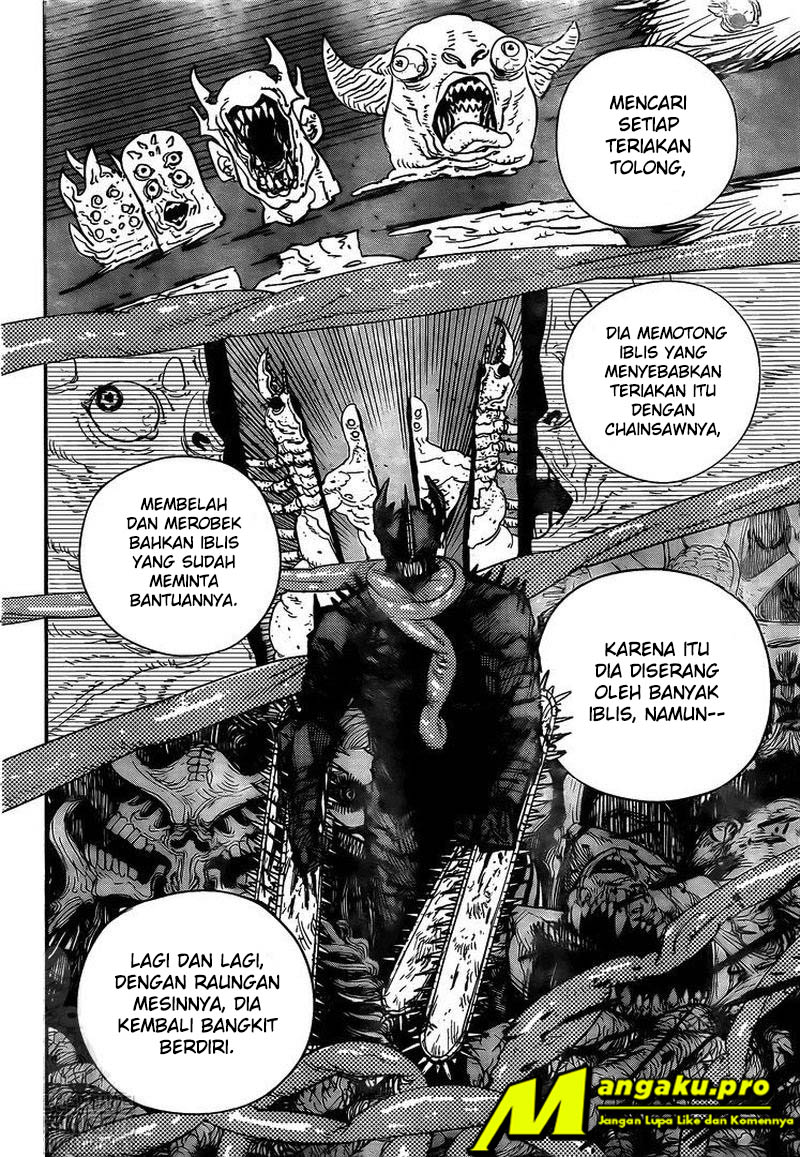 MENCARI
SETIAP
TERIAKAN
TOLONG,
DIA MEMOTONG
IBLIS YANG
MENYEBABKAN
TERIAKAN ITU
DENGAN
CHAINSAWNYA,
MEMBELAH
DAN MEROBEK
BAHKAN IBLIS
YANG SUDAH
MEMINTA
BANTUANNYA.
KARENA ITU
DIA DISERANG
OLEH BANYAK
IBLIS, NAMUN--
LAGI DAN LAGI,
DENGAN RAUNGAN
MESINNYA, DIA
KEMBALI BANGKIT
BERDIRI.
Mangaku.pro
Jangan Lupa Like dan Komennya